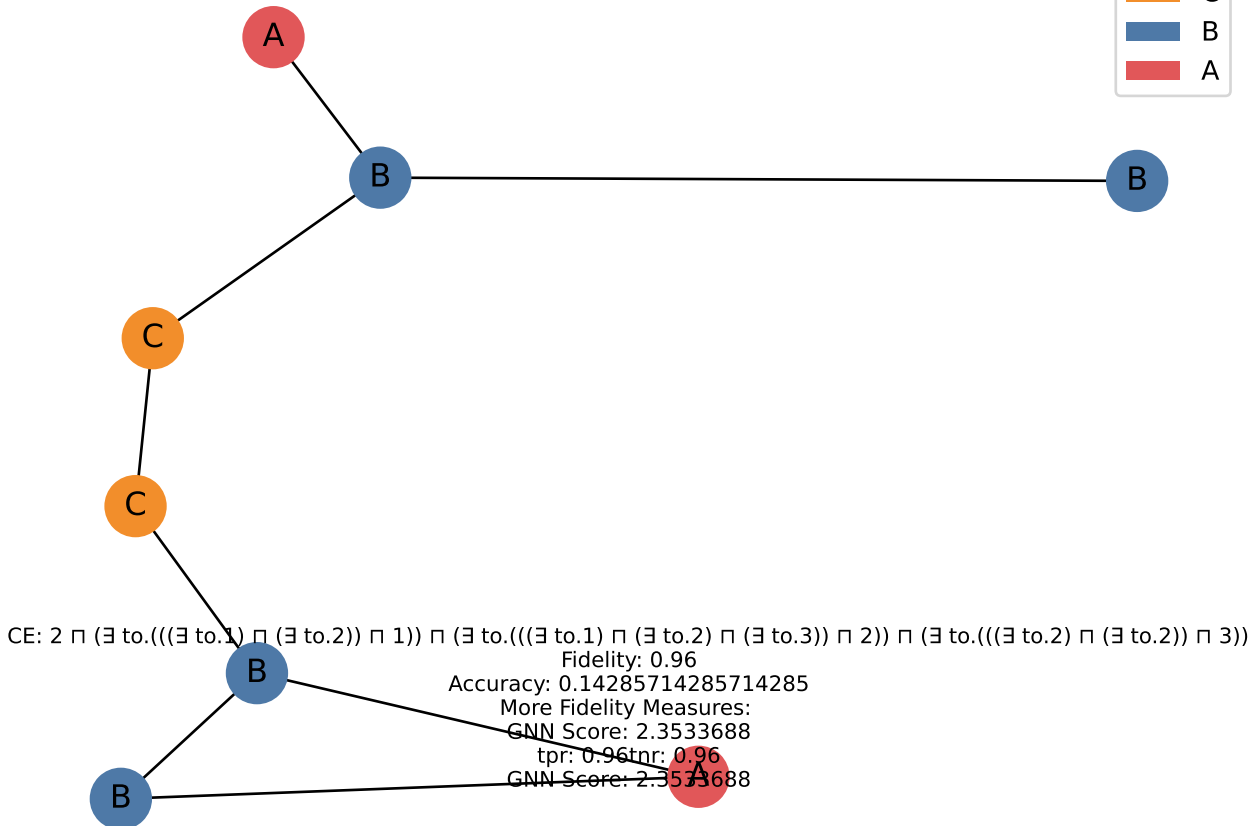 A
B
A
B
B
C
C
CE: 2 ⊓ (∃ to.(((∃ to.1) ⊓ (∃ to.2)) ⊓ 1)) ⊓ (∃ to.(((∃ to.1) ⊓ (∃ to.2) ⊓ (∃ to.3)) ⊓ 2)) ⊓ (∃ to.(((∃ to.2) ⊓ (∃ to.2)) ⊓ 3))
Fidelity: 0.96
B
Accuracy: 0.14285714285714285
More Fidelity Measures:
GNN Score: 2.3533688
tpr: 0.96tnr: 0.96
A
GNN Score: 2.3533688
B